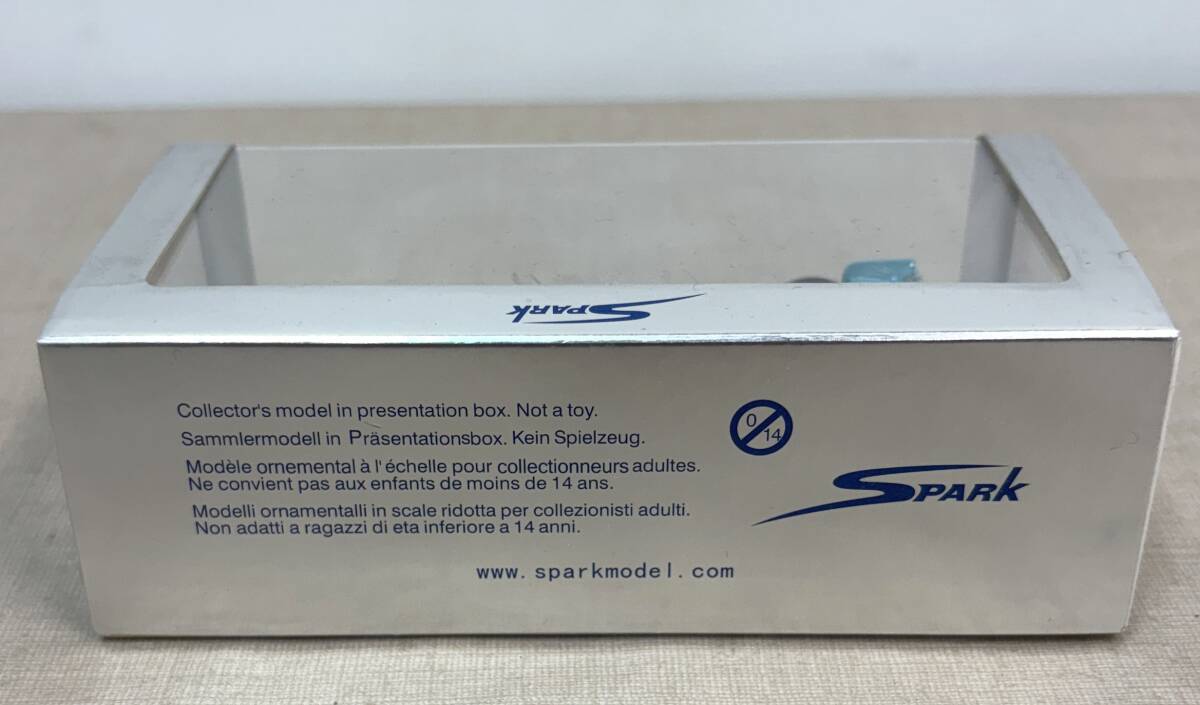 SPARK
Collector's model in presentation box. Not a toy.
Sammlermodell in Präsentationsbox. Kein Spielzeug.
Modèle ornemental à l'échelle pour collectionneurs adultes.
Ne convient pas aux enfants de moins de 14 ans.
Modelli ornamentalli in scale ridotta per collezionisti adulti.
Non adatti a ragazzi di eta inferiore a 14 anni.
0 14
SPARK
www.sparkmodel.com